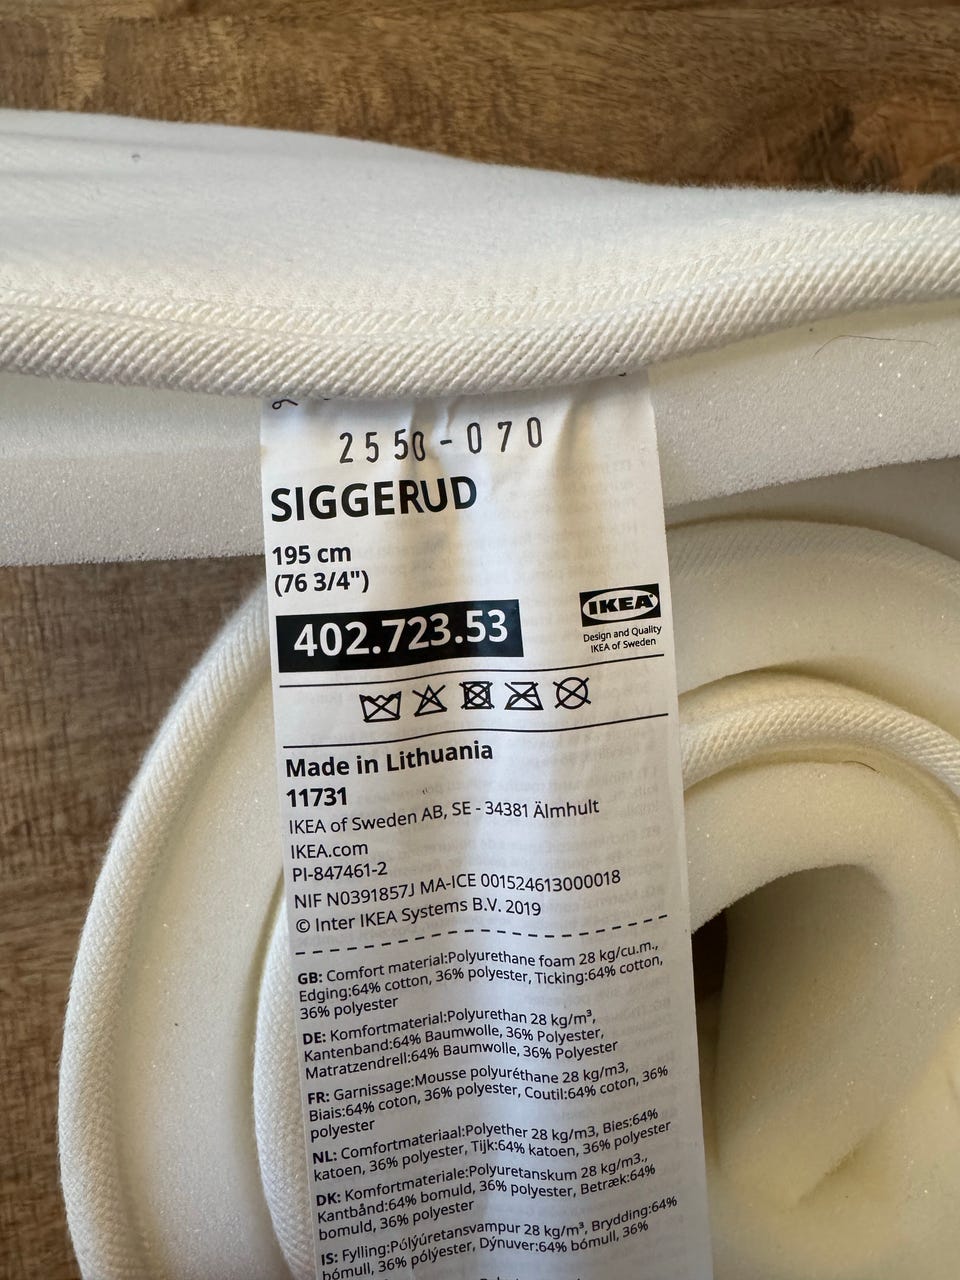 2550-070
SIGGERUD
195 cm
(76 3/4")
402.723.53
IKEA
Design and Quality
IKEA of Sweden
Made in Lithuania
11731
IKEA of Sweden AB, SE - 34381 Älmhult
IKEA.com
PI-847461-2
NIF N0391857J MA-ICE 001524613000018
© Inter IKEA Systems B.V. 2019
GB: Comfort material:Polyurethane foam 28 kg/cu.m.,
Edging:64% cotton, 36% polyester, Ticking:64% cotton,
36% polyester
DE: Komfortmaterial:Polyurethan 28 kg/m³,
Kantenband:64% Baumwolle, 36% Polyester,
Matratzendrell:64% Baumwolle, 36% Polyester
FR: Garnissage:Mousse polyuréthane 28 kg/m3,
Biais:64% coton, 36% polyester, Coutil:64% coton, 36%
polyester
NL: Comfortmateriaal:Polyether 28 kg/m3, Bies:64%
katoen, 36% polyester, Tijk:64% katoen, 36% polyester
DK: Komfortmateriale:Polyuretanskum 28 kg/m3.,
Kantbånd:64% bomuld, 36% polyester, Betræk:64%
bomuld, 36% polyester
IS: Fylling:Pólýúretansvampur 28 kg/m³, Brydding:64%
bómull, 36% pólýester, Dýnuver:64% bómull, 36%